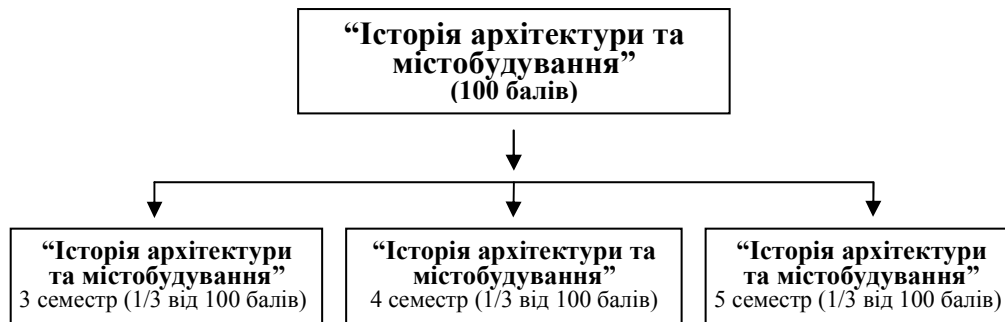 “Історія архітектури та
містобудування”
(100 балів)
“Історія архітектури
та містобудування”
3 семестр (1/3 від 100 балів)
“Історія архітектури та
містобудування”
4 семестр (1/3 від 100 балів)
“Історія архітектури
та містобудування”
5 семестр (1/3 від 100 балів)